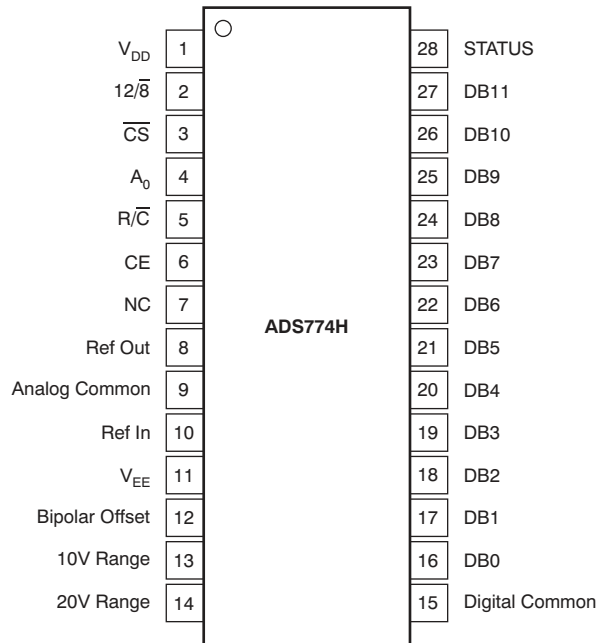 V_DD 1 28 STATUS
12/8̅ 2 27 DB11
C̅S̅ 3 26 DB10
A_0 4 25 DB9
R/C̅ 5 24 DB8
CE 6 23 DB7
NC 7 22 DB6
ADS774H
Ref Out 8 21 DB5
Analog Common 9 20 DB4
Ref In 10 19 DB3
V_EE 11 18 DB2
Bipolar Offset 12 17 DB1
10V Range 13 16 DB0
20V Range 14 15 Digital Common